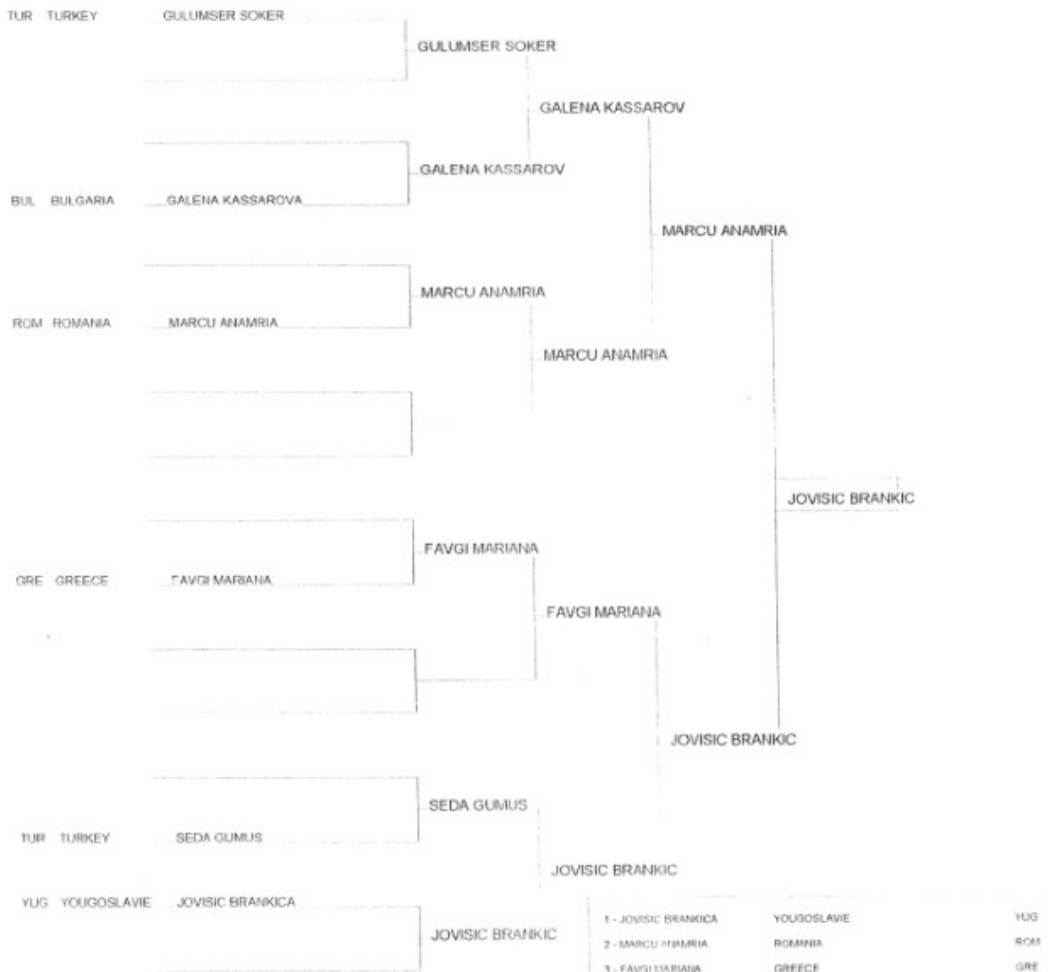 TUR TURKEY GULUMSER SOKER
GULUMSER SOKER
GALENA KASSAROV
GALENA KASSAROV
BUL BULGARIA GALENA KASSAROVA
MARCU ANAMRIA
MARCU ANAMRIA
ROM ROMANIA MARCU ANAMRIA
MARCU ANAMRIA
JOVISIC BRANKIC
FAVGI MARIANA
GRE GREECE FAVGI MARIANA
FAVGI MARIANA
JOVISIC BRANKIC
SEDA GUMUS
TUR TURKEY SEDA GUMUS
JOVISIC BRANKIC
YUG YOUGOSLAVIE JOVISIC BRANKICA
JOVISIC BRANKIC
1 - JOVISIC BRANKICA YOUGOSLAVIE YUG
2 - MARCU ANAMRIA ROMANIA ROM
3 - FAVGI MARIANA GREECE GRE